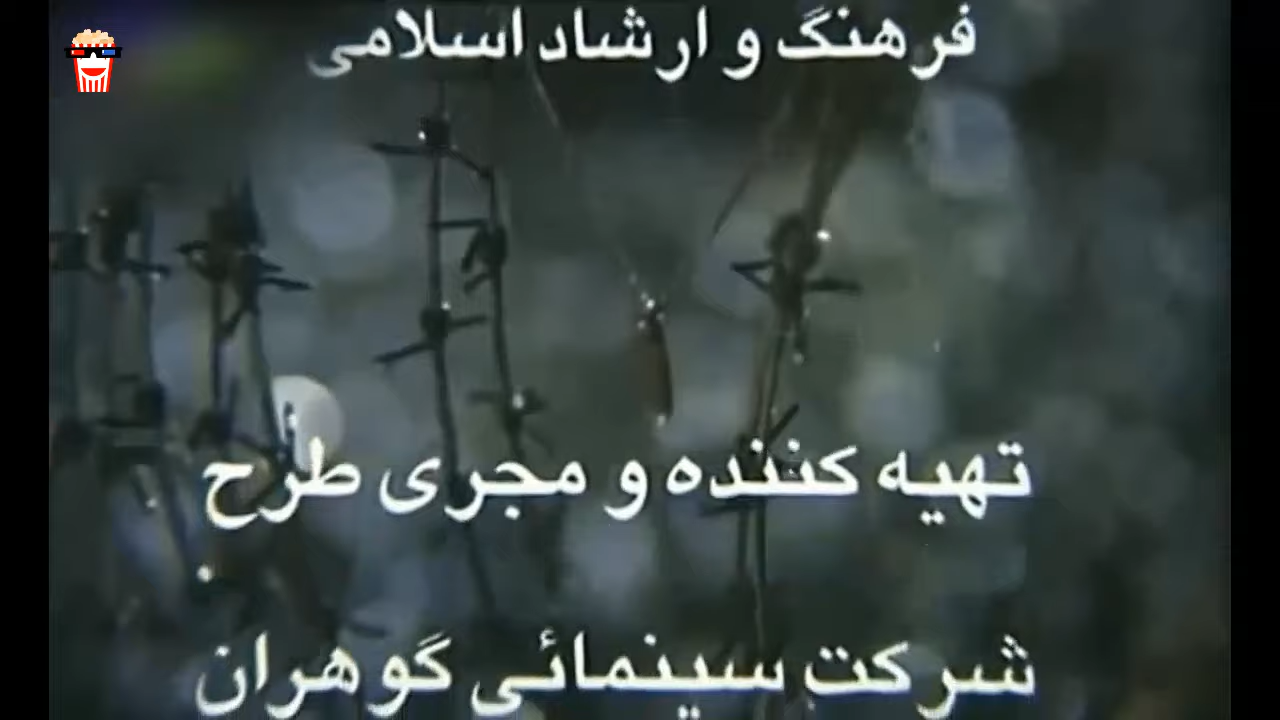 فرهنگ و ارشاد اسلامی
تهیه کننده و مجری طرح
شرکت سینمائی گوهران